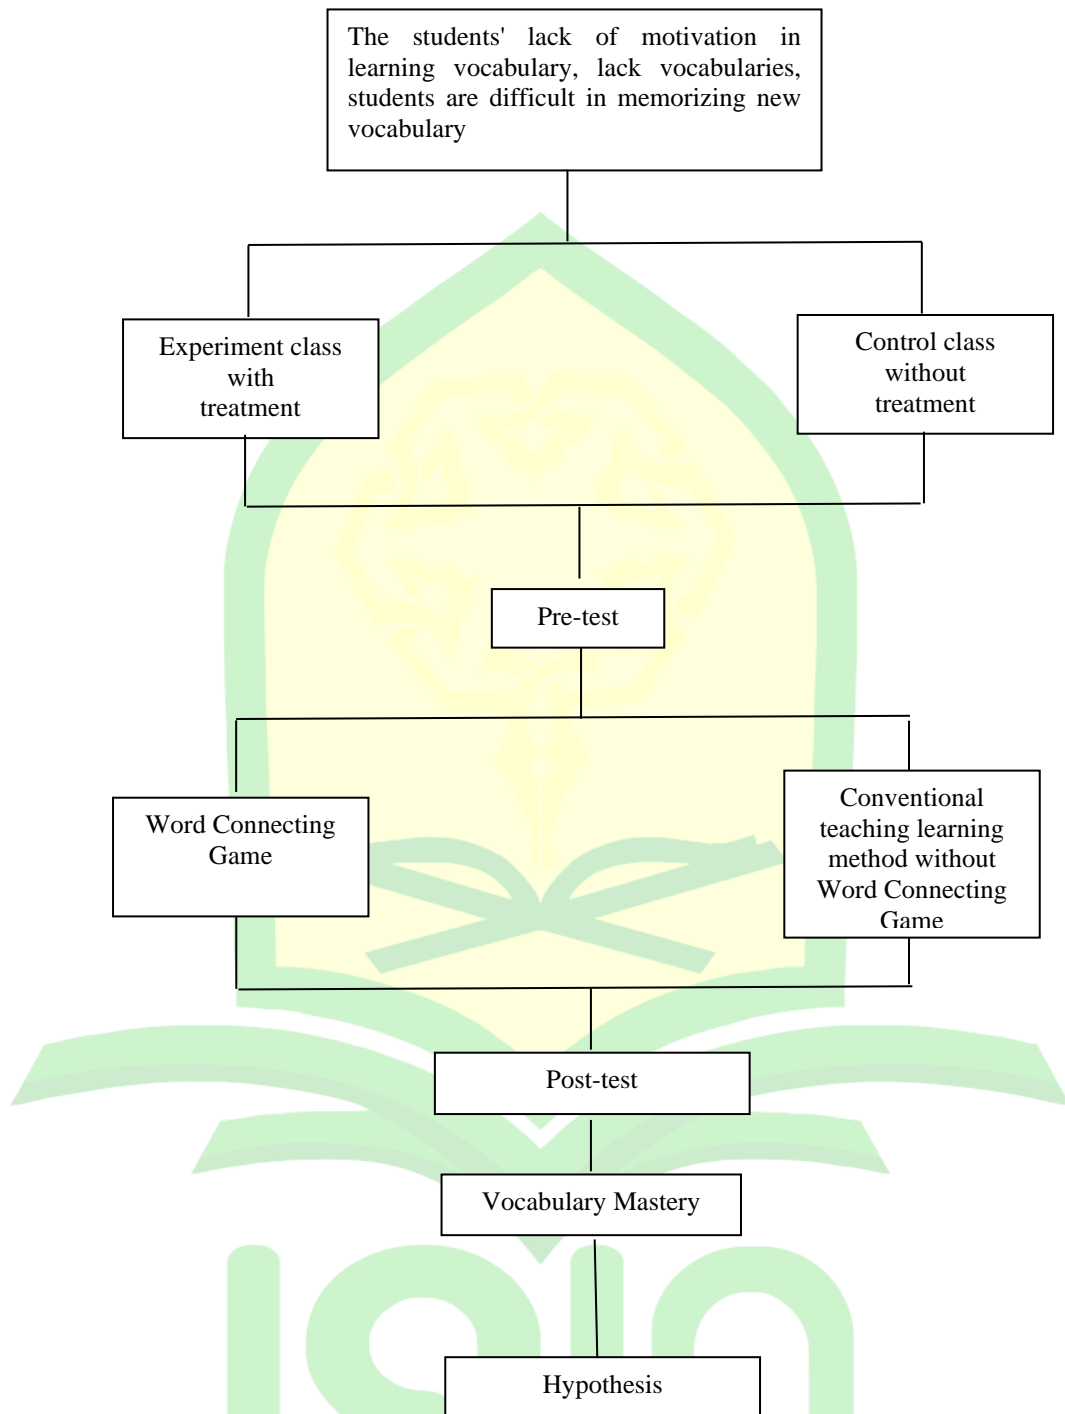 The students' lack of motivation in
learning vocabulary, lack vocabularies,
students are difficult in memorizing new
vocabulary
Experiment class
with
treatment
Control class
without
treatment
Pre-test
Word Connecting
Game
Conventional
teaching learning
method without
Word Connecting
Game
Post-test
Vocabulary Mastery
Hypothesis